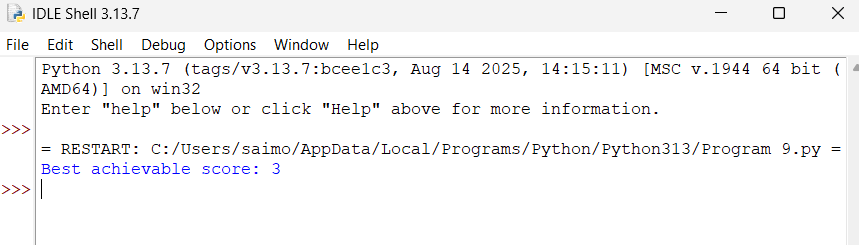 IDLE Shell 3.13.7
File Edit Shell Debug Options Window Help
Python 3.13.7 (tags/v3.13.7:bcee1c3, Aug 14 2025, 14:15:11) [MSC v.1944 64 bit (
AMD64)] on win32
Enter "help" below or click "Help" above for more information.
>>>
= RESTART: C:/Users/saimo/AppData/Local/Programs/Python/Python313/Program 9.py =
Best achievable score: 3
>>>